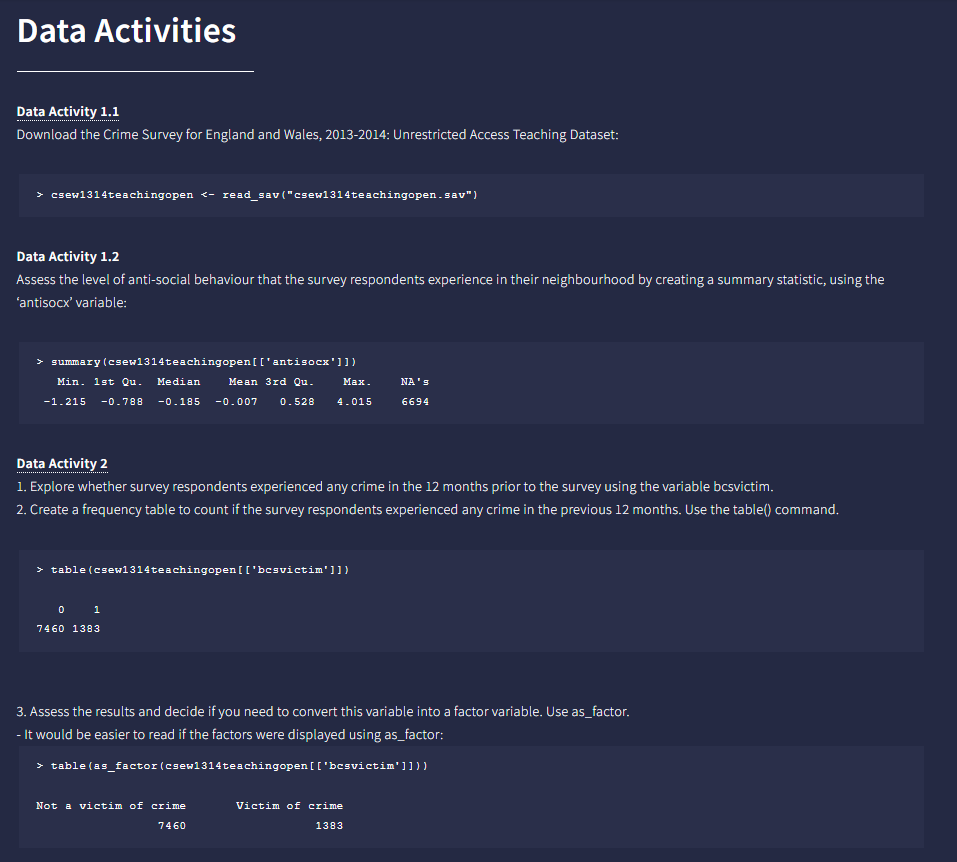 Data Activities
Data Activity 1.1
Download the Crime Survey for England and Wales, 2013-2014: Unrestricted Access Teaching Dataset:
> csew1314teachingopen <- read_sav("csew1314teachingopen.sav")
Data Activity 1.2
Assess the level of anti-social behaviour that the survey respondents experience in their neighbourhood by creating a summary statistic, using the
‘antisocx’ variable:
> summary(csew1314teachingopen[['antisocx']])
Min. 1st Qu. Median Mean 3rd Qu. Max. NA's
-1.215 -0.788 -0.185 -0.007 0.528 4.015 6694
Data Activity 2
1. Explore whether survey respondents experienced any crime in the 12 months prior to the survey using the variable bcsvictim.
2. Create a frequency table to count if the survey respondents experienced any crime in the previous 12 months. Use the table() command.
> table(csew1314teachingopen[['bcsvictim']])
0 1
7460 1383
3. Assess the results and decide if you need to convert this variable into a factor variable. Use as_factor.
- It would be easier to read if the factors were displayed using as_factor:
> table(as_factor(csew1314teachingopen[['bcsvictim']]))
Not a victim of crime Victim of crime
7460 1383